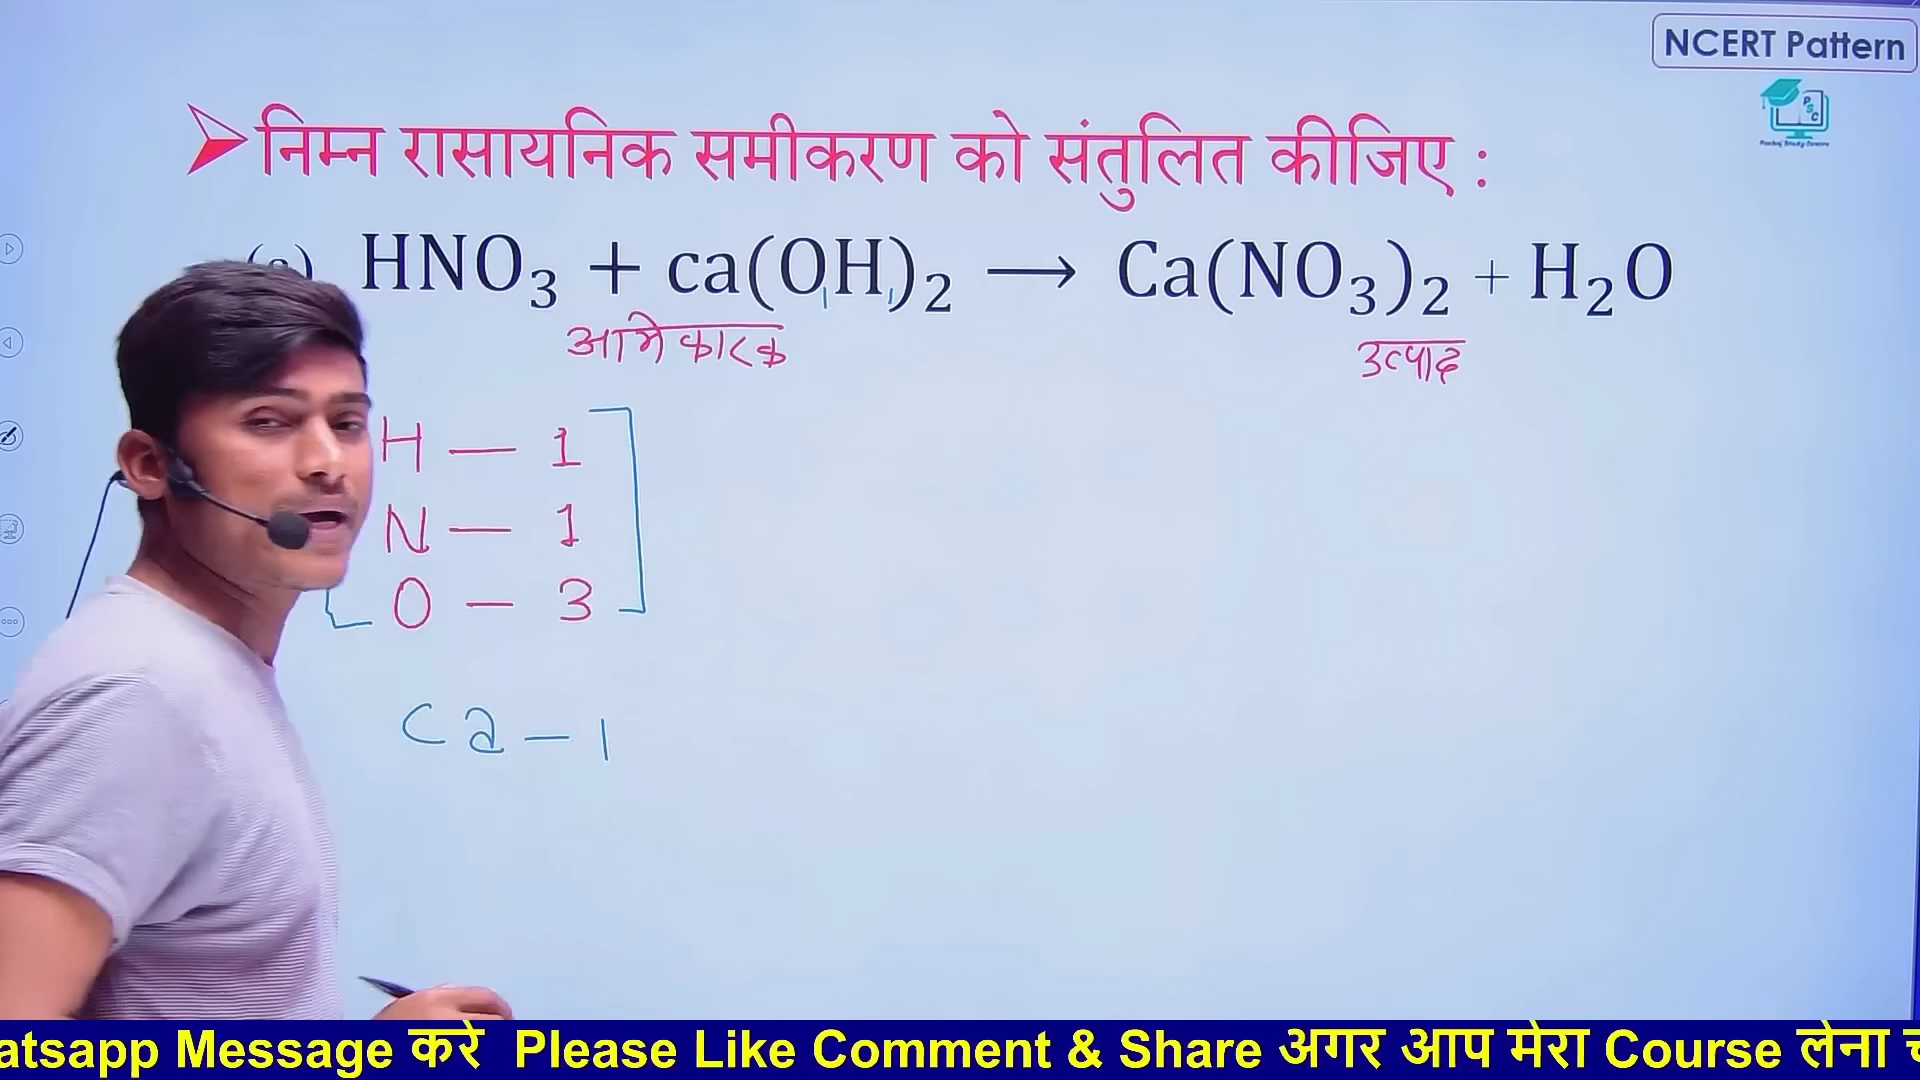 NCERT Pattern
निम्न रासायनिक समीकरण को संतुलित कीजिए :
HNO₃ + ca(OH)₂ ⟶ Ca(NO₃)₂ + H₂O
अभिकारक उत्पाद
H — 1
N — 1
O — 3
Ca — 1
atsapp Message करे Please Like Comment & Share अगर आप मेरा Course लेना